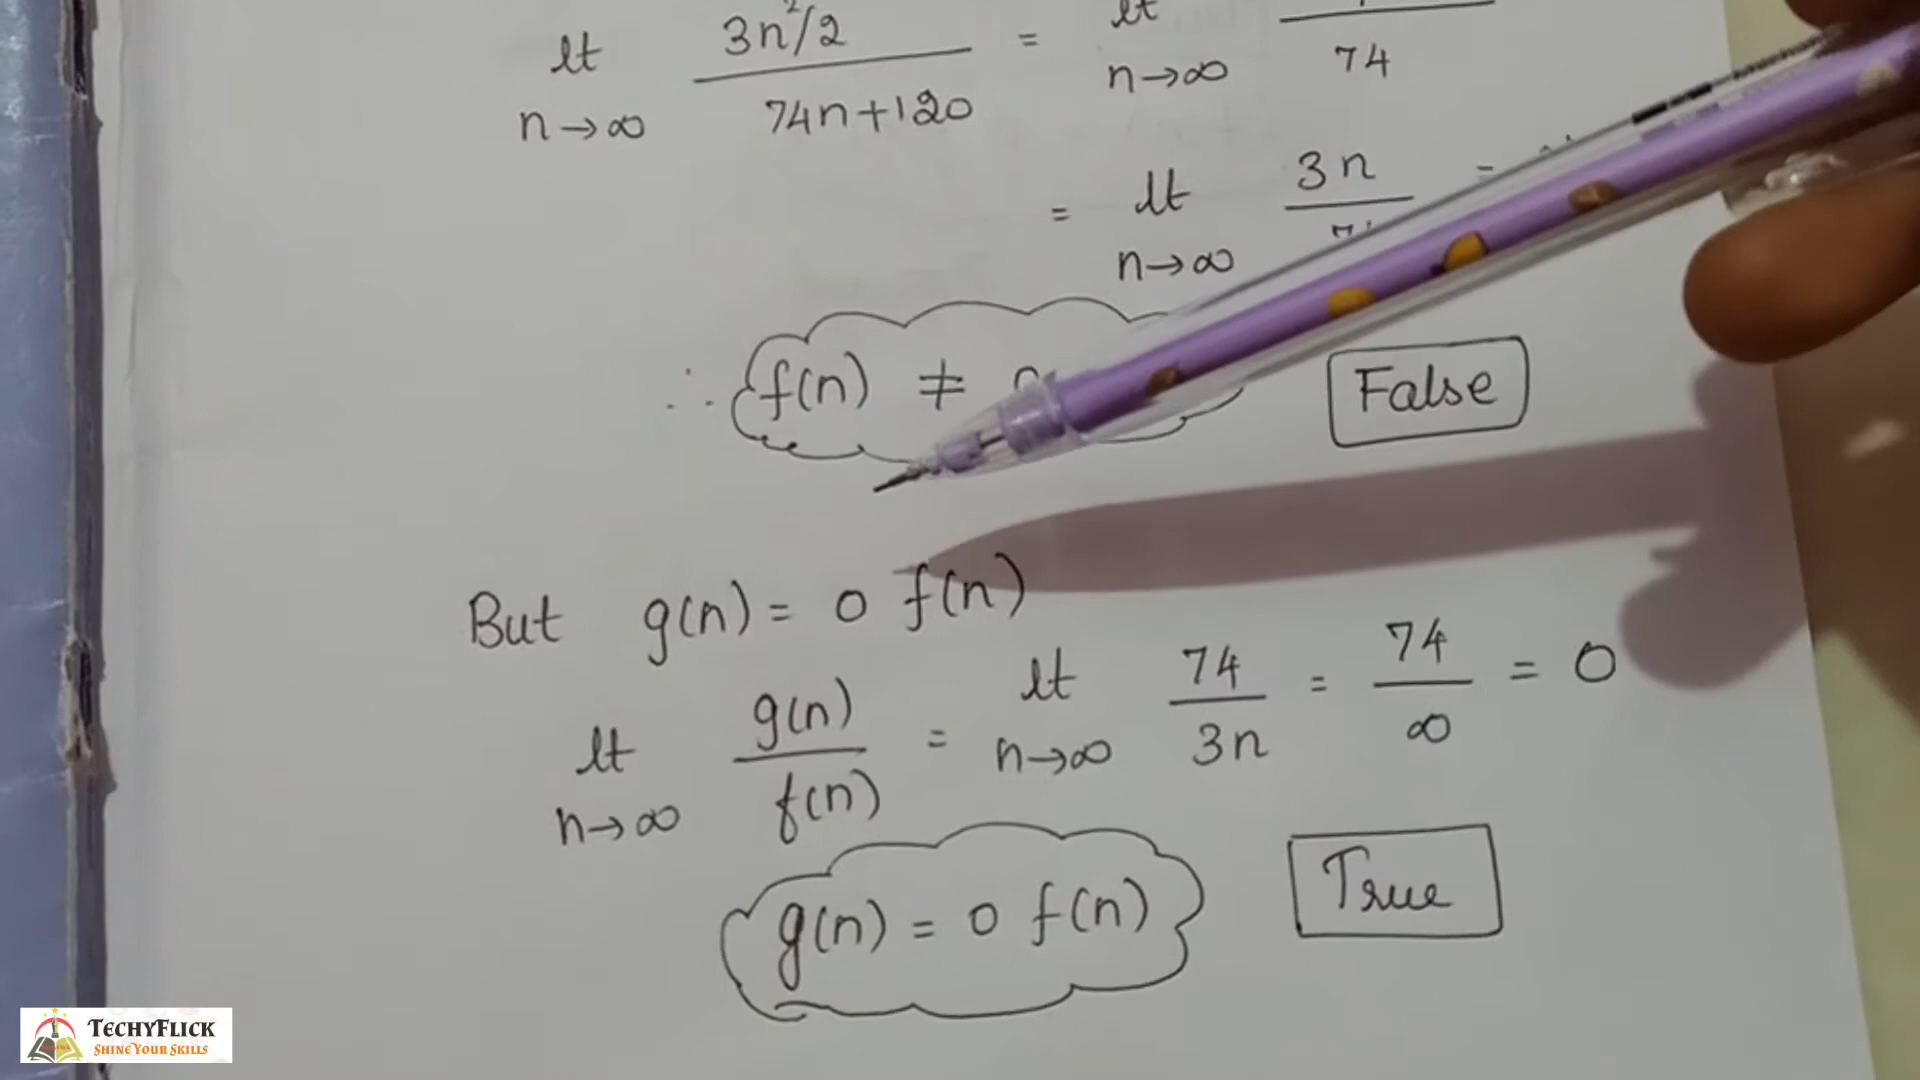 lt 3n²/2 = lt
n→∞ 74n+120 n→∞ 74
= lt 3n =
n→∞
∴ f(n) ≠ False
But g(n) = o f(n)
lt g(n) = lt 74 = 74 = 0
n→∞ f(n) n→∞ 3n ∞
g(n) = o f(n) True
TECHYFLICK
SHINE YOUR SKILLS